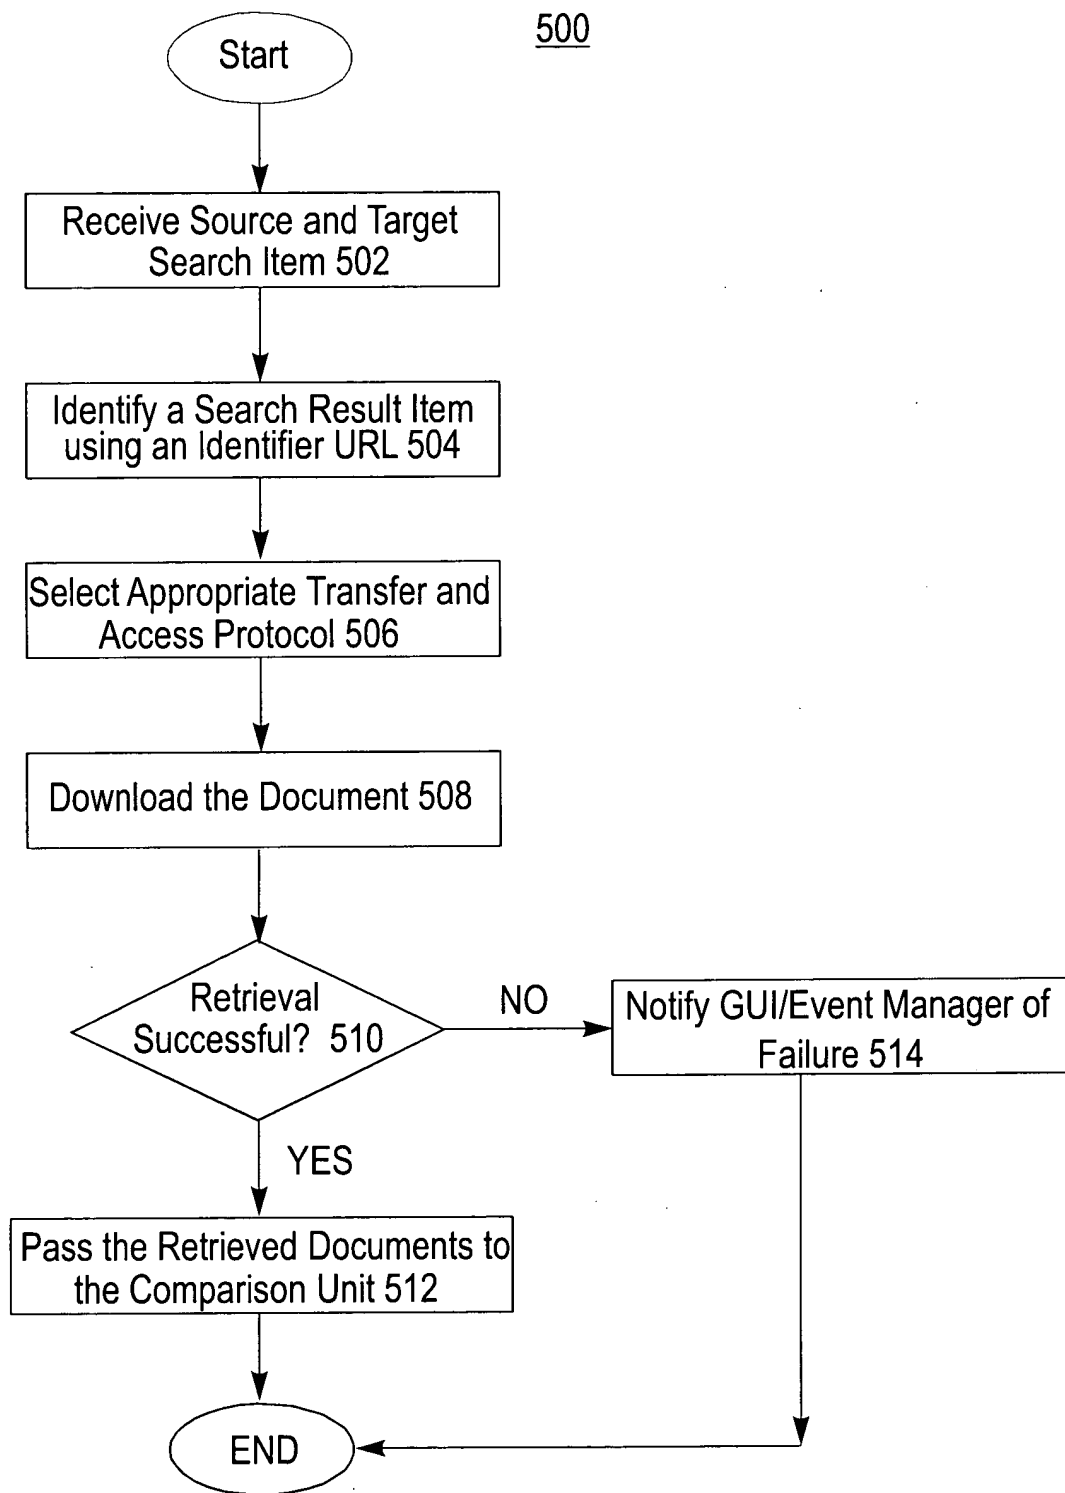 500
Start
Receive Source and Target
Search Item 502
Identify a Search Result Item
using an Identifier URL 504
Select Appropriate Transfer and
Access Protocol 506
Download the Document 508
Retrieval
Successful? 510
NO
Notify GUI/Event Manager of
Failure 514
YES
Pass the Retrieved Documents to
the Comparison Unit 512
END